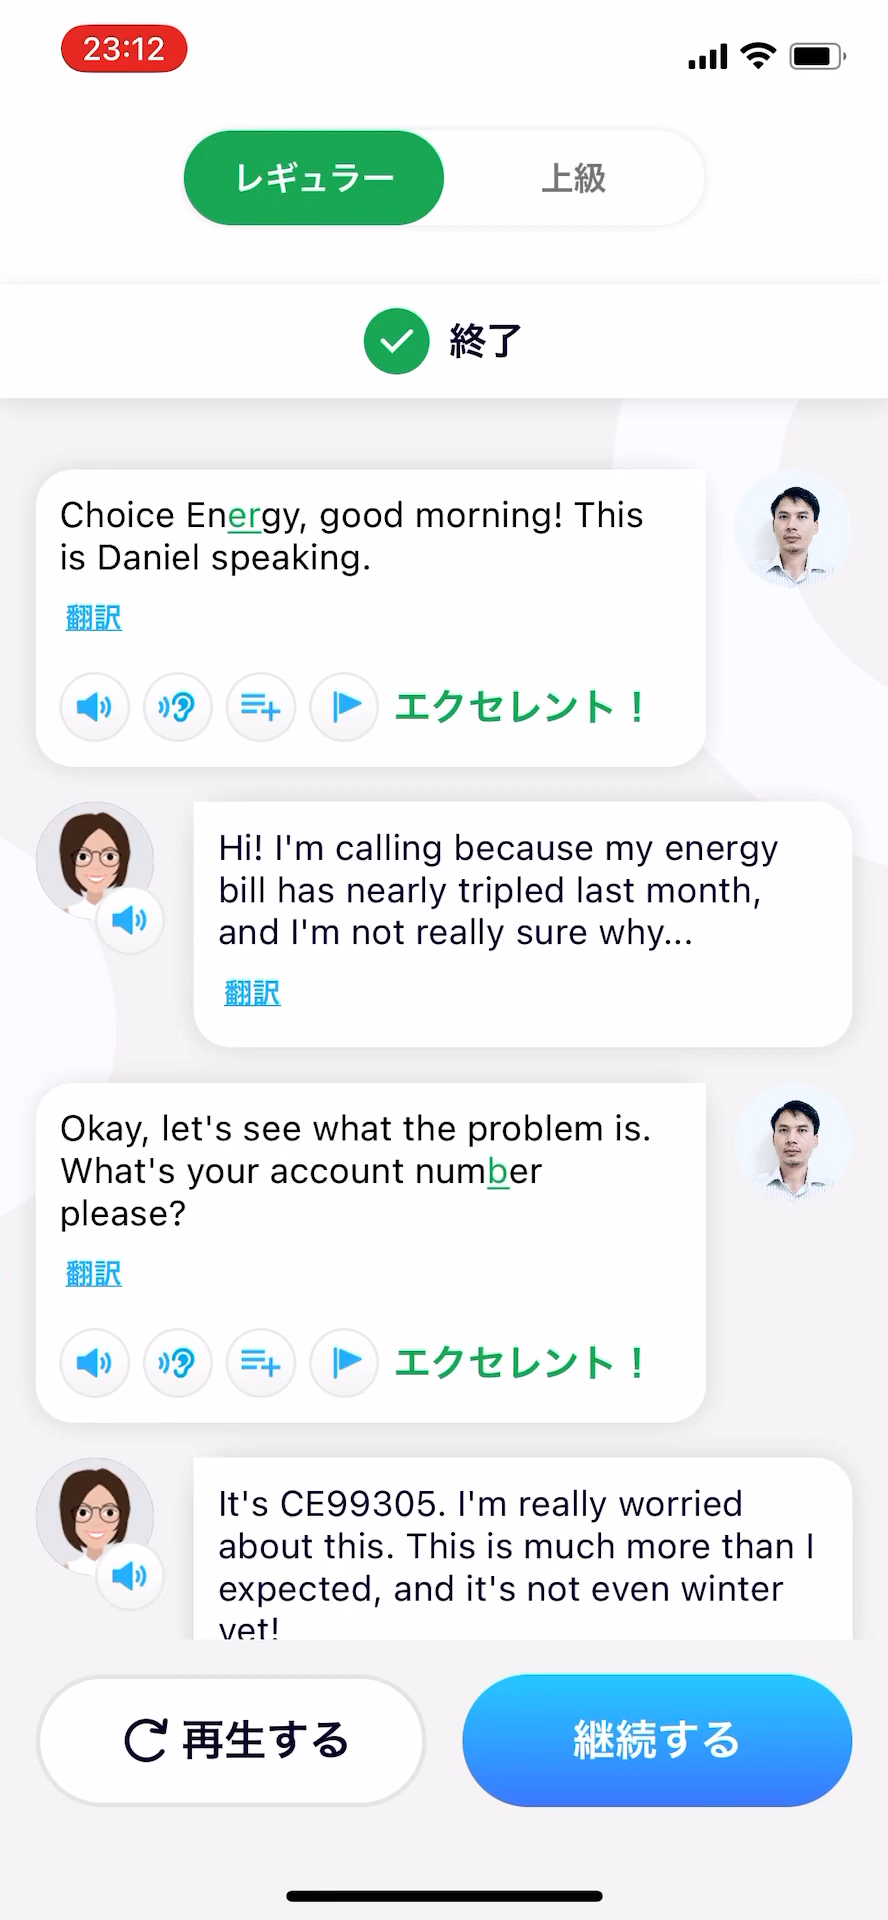 23:12
レギュラー
上級
終了
Choice Energy, good morning! This
is Daniel speaking.
翻訳
エクセレント！
Hi! I'm calling because my energy
bill has nearly tripled last month,
and I'm not really sure why...
翻訳
Okay, let's see what the problem is.
What's your account number
please?
翻訳
エクセレント！
It's CE99305. I'm really worried
about this. This is much more than I
expected, and it's not even winter
yet!
再生する
継続する